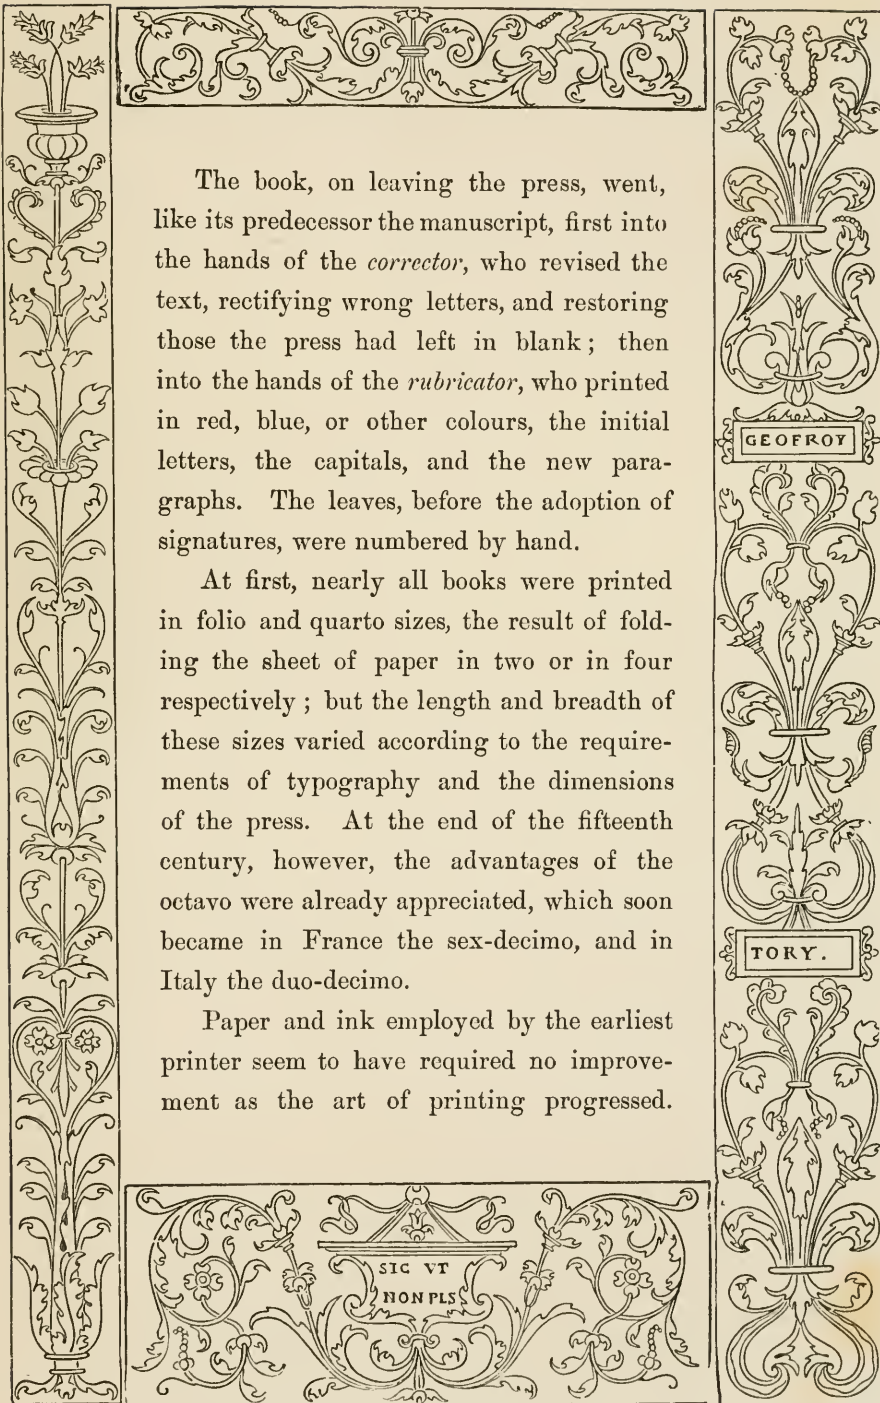 The book, on leaving the press, went,
like its predecessor the manuscript, first into
the hands of the corrector, who revised the
text, rectifying wrong letters, and restoring
those the press had left in blank; then
into the hands of the rubricator, who printed
in red, blue, or other colours, the initial
letters, the capitals, and the new para-
graphs. The leaves, before the adoption of
signatures, were numbered by hand.
At first, nearly all books were printed
in folio and quarto sizes, the result of fold-
ing the sheet of paper in two or in four
respectively; but the length and breadth of
these sizes varied according to the require-
ments of typography and the dimensions
of the press. At the end of the fifteenth
century, however, the advantages of the
octavo were already appreciated, which soon
became in France the sex-decimo, and in
Italy the duo-decimo.
Paper and ink employed by the earliest
printer seem to have required no improve-
ment as the art of printing progressed.
GEOFROY
TORY.
SIC VT
NON PLS